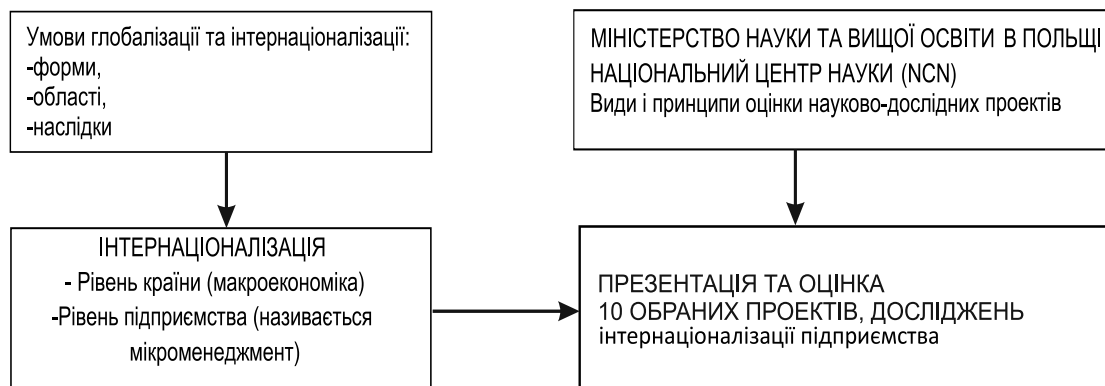 Умови глобалізації та інтернаціоналізації:
-форми,
-області,
-наслідки
МІНІСТЕРСТВО НАУКИ ТА ВИЩОЇ ОСВІТИ В ПОЛЬЩІ
НАЦІОНАЛЬНИЙ ЦЕНТР НАУКИ (NCN)
Види і принципи оцінки науково-дослідних проектів
ІНТЕРНАЦІОНАЛІЗАЦІЯ
- Рівень країни (макроекономіка)
-Рівень підприємства (називається
мікроменеджмент)
ПРЕЗЕНТАЦІЯ ТА ОЦІНКА
10 ОБРАНИХ ПРОЕКТІВ, ДОСЛІДЖЕНЬ
інтернаціоналізації підприємства